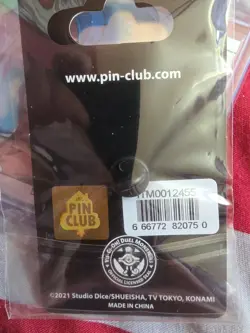 www.pin-club.com
ITM0012455
PIN
CLUB
6 66772 82075 0
©2021 Studio Dice/SHUEISHA, TV TOKYO, KONAMI
MADE IN CHINA